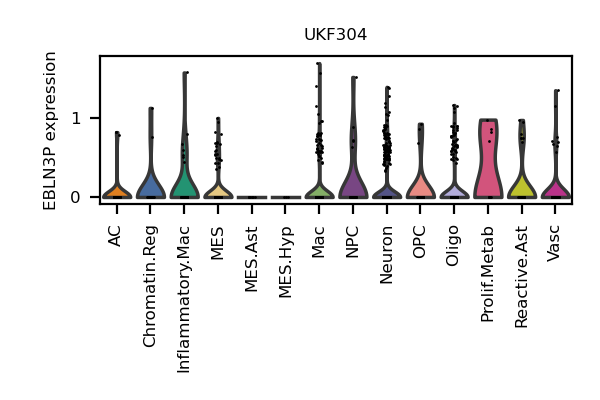 UKF304
EBLN3P expression
1
0
AC
Chromatin.Reg
Inflammatory.Mac
MES
MES.Ast
MES.Hyp
Mac
NPC
Neuron
OPC
Oligo
Prolif.Metab
Reactive.Ast
Vasc